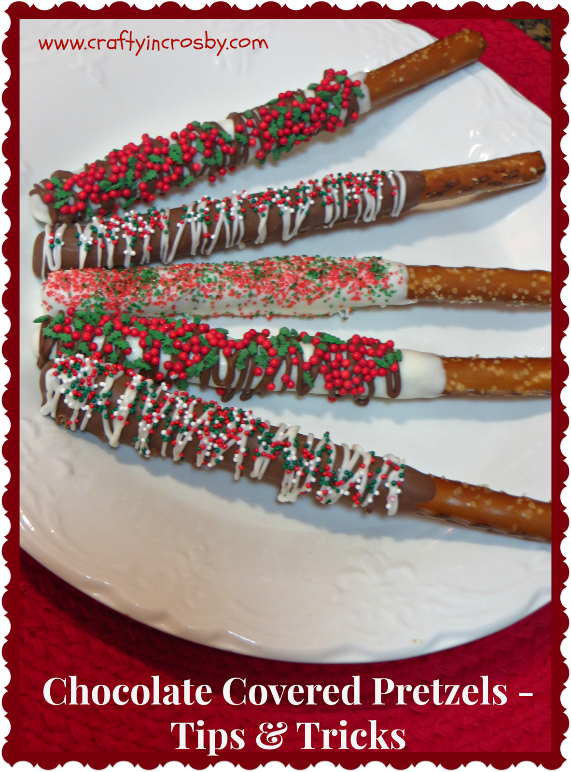 www.craftyincrosby.com
Chocolate Covered Pretzels -
Tips & Tricks